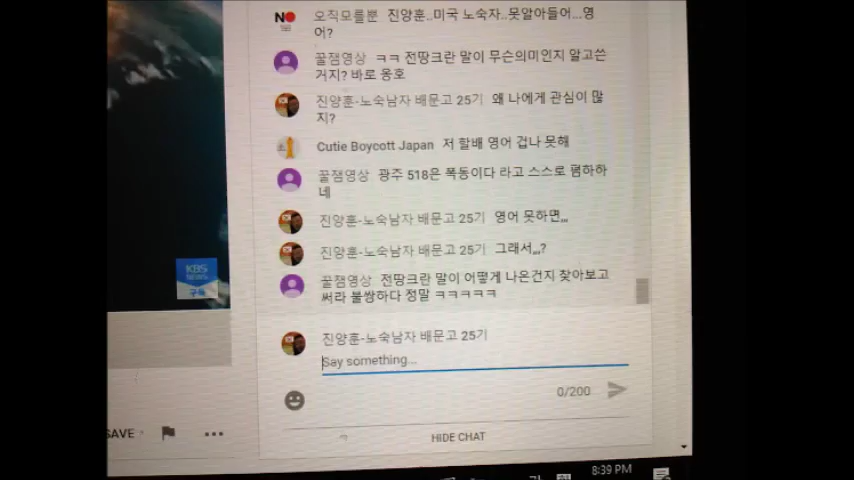 NO
오직모를뿐 진양훈..미국 노숙자..못알아들어...영
어?
꿀잼영상 ㅋㅋ 전땅크란 말이 무슨의미인지 알고쓴
거지? 바로 옹호
진양훈-노숙남자 배문고 25기 왜 나에게 관심이 많
지?
Cutie Boycott Japan 저 할배 영어 겁나 못해
꿀잼영상 광주 518은 폭동이다 라고 스스로 폄하하
네
진양훈-노숙남자 배문고 25기 영어 못하면,,,
진양훈-노숙남자 배문고 25기 그래서,,,?
꿀잼영상 전땅크란 말이 어떻게 나온건지 찾아보고
써라 불쌍하다 정말 ㅋㅋㅋㅋㅋ
KBS
NEWS
구독
진양훈-노숙남자 배문고 25기
Say something...
0/200
SAVE
HIDE CHAT
8:39 PM